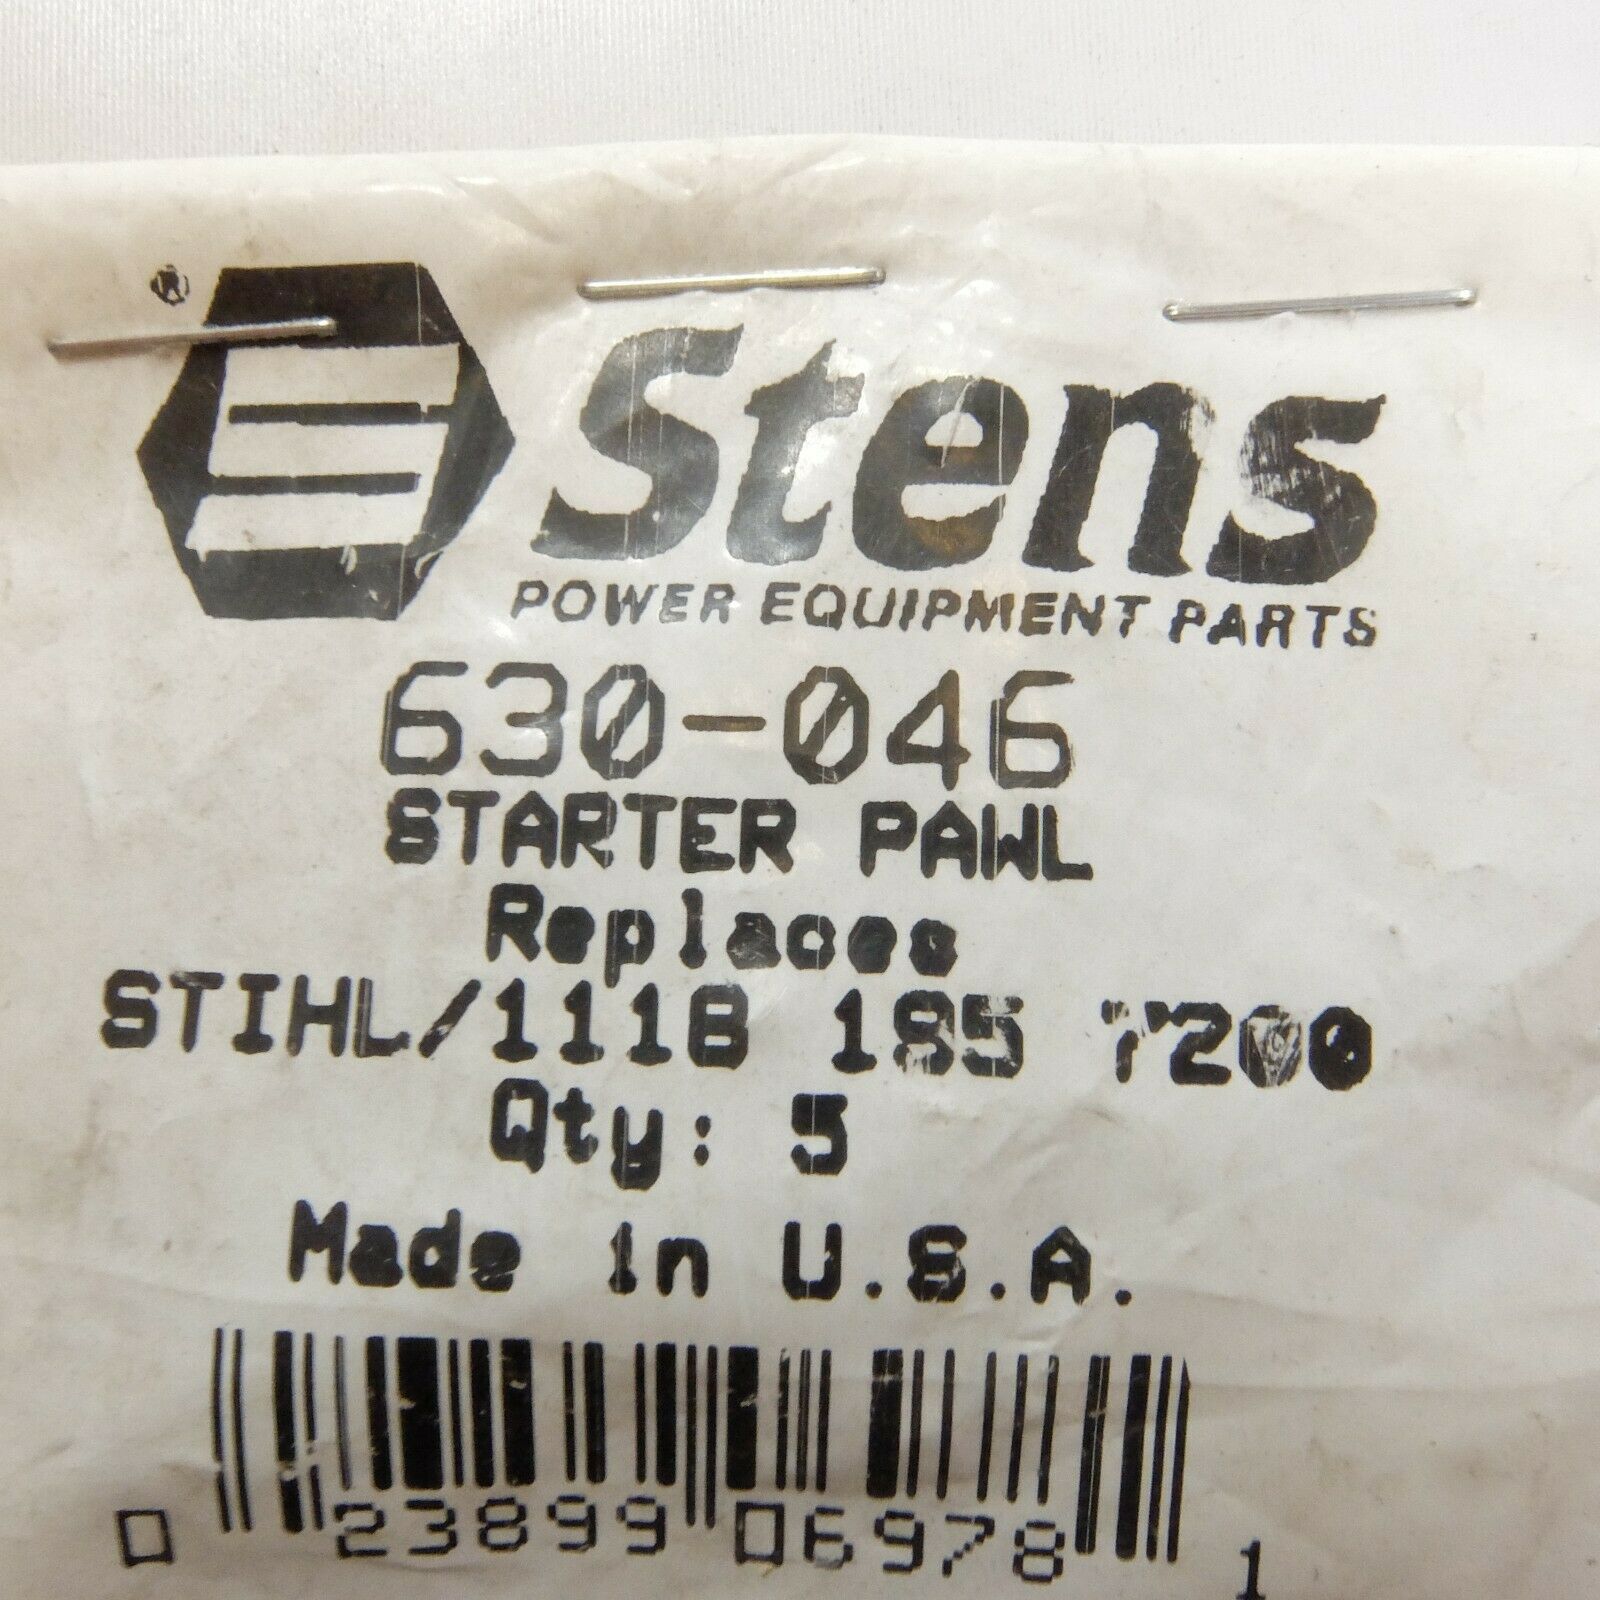 ®
Stens
POWER EQUIPMENT PARTS
630-046
STARTER PAWL
Replaces
STIHL/1118 195 7200
Qty: 5
Made in U.S.A.
0 23899 06978 1